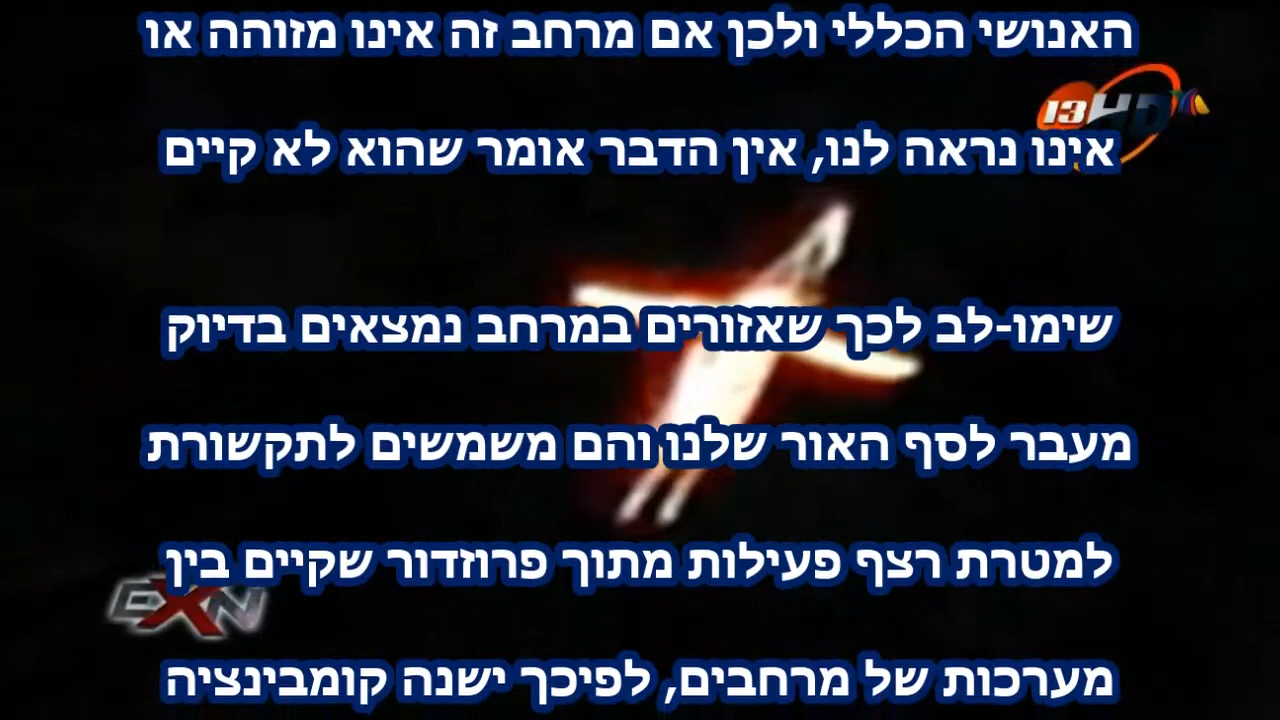 האנושי הכללי ולכן אם מרחב זה אינו מזוהה או
13HD
אינו נראה לנו, אין הדבר אומר שהוא לא קיים
שימו-לב לכך שאזורים במרחב נמצאים בדיוק
מעבר לסף האור שלנו והם משמשים לתקשורת
למטרת רצף פעילות מתוך פרוזדור שקיים בין
EXN
מערכות של מרחבים, לפיכך ישנה קומבינציה